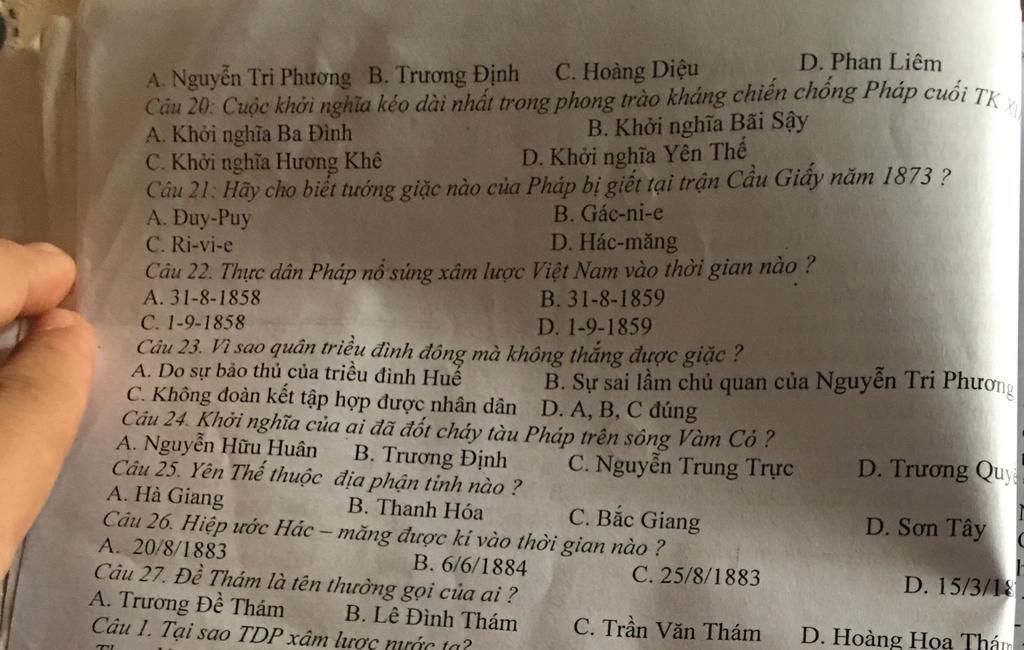 A. Nguyễn Tri Phương B. Trương Định C. Hoàng Diệu D. Phan Liêm
Câu 20: Cuộc khởi nghĩa kéo dài nhất trong phong trào kháng chiến chống Pháp cuối TK
A. Khởi nghĩa Ba Đình B. Khởi nghĩa Bãi Sậy
C. Khởi nghĩa Hương Khê D. Khởi nghĩa Yên Thế
Câu 21: Hãy cho biết tướng giặc nào của Pháp bị giết tại trận Cầu Giấy năm 1873 ?
A. Đuy-Puy B. Gác-ni-e
C. Ri-vi-e D. Hác-măng
Câu 22. Thực dân Pháp nổ súng xâm lược Việt Nam vào thời gian nào ?
A. 31-8-1858 B. 31-8-1859
C. 1-9-1858 D. 1-9-1859
Câu 23. Vì sao quân triều đình đông mà không thắng được giặc ?
A. Do sự bảo thủ của triều đình Huế B. Sự sai lầm chủ quan của Nguyễn Tri Phương
C. Không đoàn kết tập hợp được nhân dân D. A, B, C đúng
Câu 24. Khởi nghĩa của ai đã đốt cháy tàu Pháp trên sông Vàm Cỏ ?
A. Nguyễn Hữu Huân B. Trương Định C. Nguyễn Trung Trực D. Trương
Câu 25. Yên Thế thuộc địa phận tỉnh nào ?
A. Hà Giang B. Thanh Hóa C. Bắc Giang D. Sơn Tây
Câu 26. Hiệp ước Hác – măng được kí vào thời gian nào ?
A. 20/8/1883 B. 6/6/1884 C. 25/8/1883 D. 15/3/18
Câu 27. Đề Thám là tên thường gọi của ai ?
A. Trương Đề Thám B. Lê Đình Thám C. Trần Văn Thám D. Hoàng Hoa Thám
Câu 1. Tại sao TDP xâm lược nước ta?